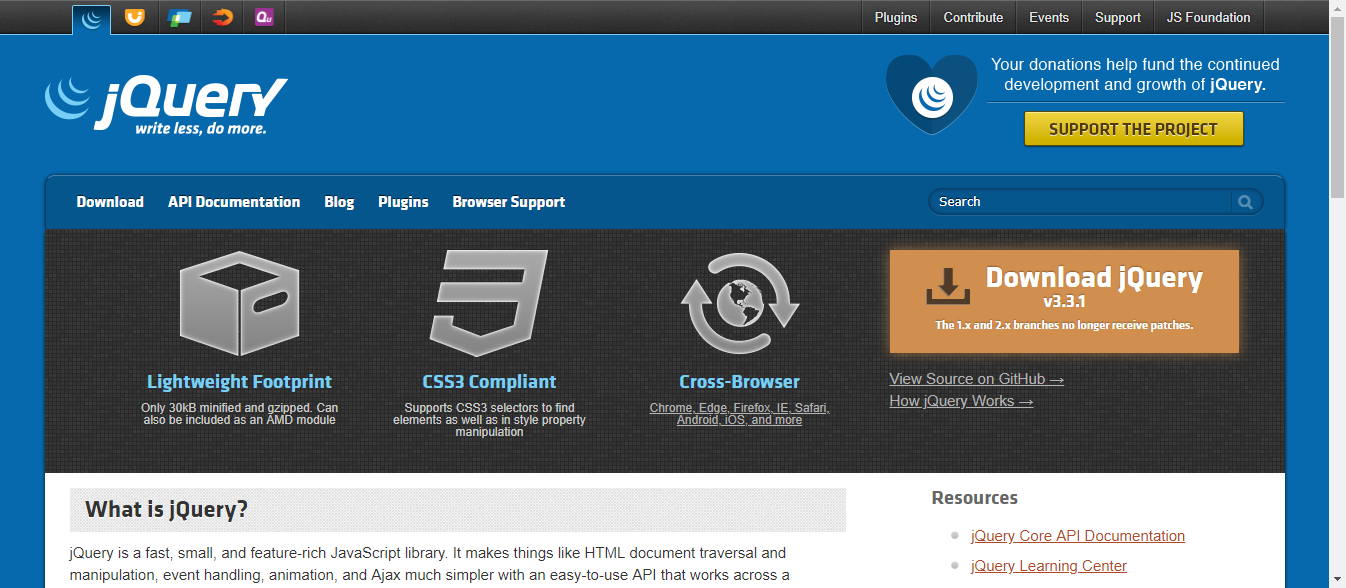 Qu
Plugins
Contribute
Events
Support
JS Foundation
jQuery
write less, do more.
Your donations help fund the continued
development and growth of jQuery.
SUPPORT THE PROJECT
Download
API Documentation
Blog
Plugins
Browser Support
Search
Lightweight Footprint
Only 30kB minified and gzipped. Can
also be included as an AMD module
CSS3 Compliant
Supports CSS3 selectors to find
elements as well as in style property
manipulation
Cross-Browser
Chrome, Edge, Firefox, IE, Safari,
Android, iOS, and more
Download jQuery
v3.3.1
The 1.x and 2.x branches no longer receive patches.
View Source on GitHub →
How jQuery Works →
What is jQuery?
jQuery is a fast, small, and feature-rich JavaScript library. It makes things like HTML document traversal and
manipulation, event handling, animation, and Ajax much simpler with an easy-to-use API that works across a
Resources
jQuery Core API Documentation
jQuery Learning Center